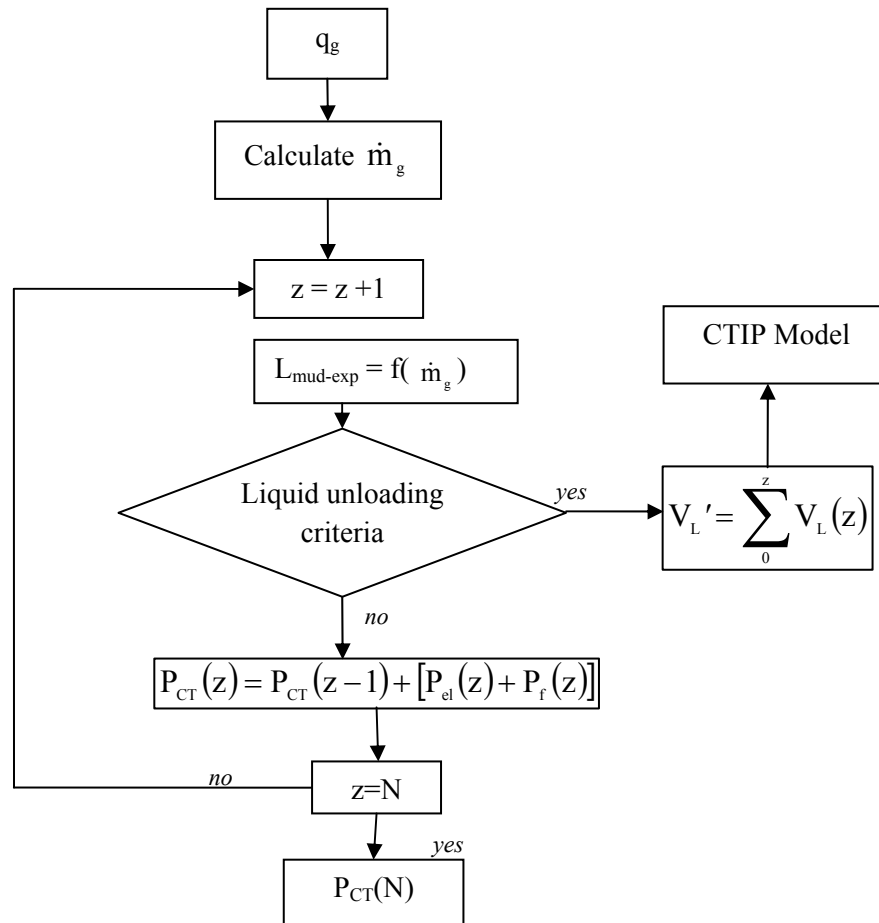 q_g
Calculate ṁ_g
z = z +1
CTIP Model
L_mud-exp = f( ṁ_g )
Liquid unloading
criteria
yes
V_L ′= ∑_0^z V_L (z)
no
P_CT (z) = P_CT (z−1)+ [P_el (z)+ P_f (z)]
no
z=N
yes
P_CT(N)